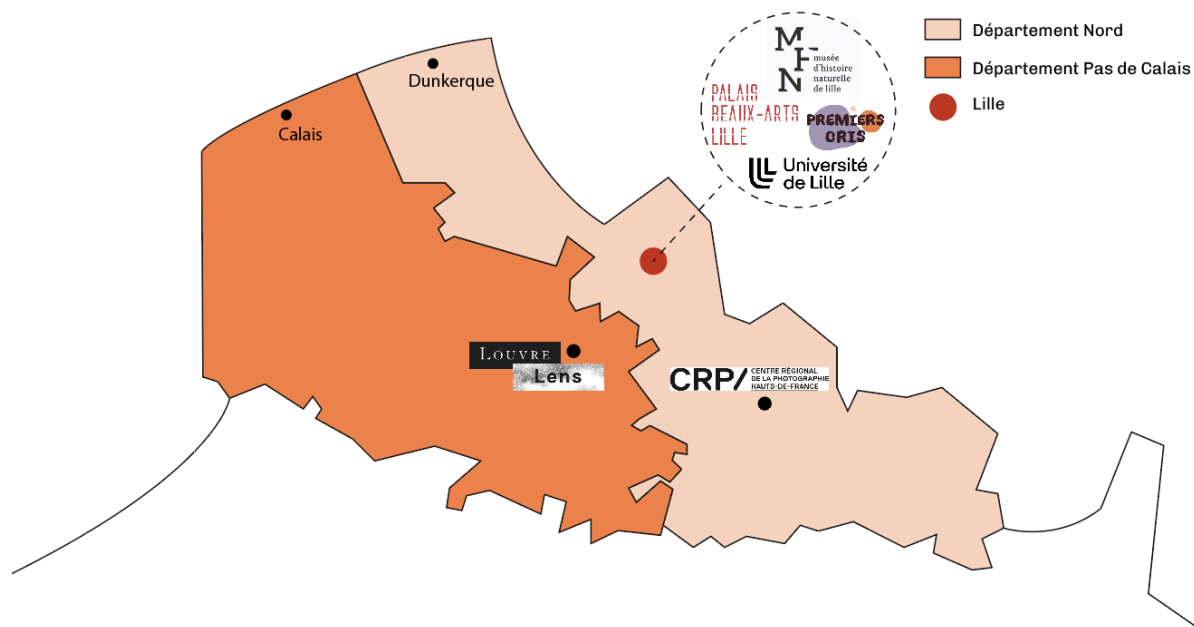 Dunkerque
Calais
MHN
musée
d'histoire
naturelle
de lille
PALAIS
BEAUX-ARTS
LILLE
PREMIERS
CRIS
Université
de Lille
Département Nord
Département Pas de Calais
Lille
LOUVRE
Lens
CRP/
CENTRE RÉGIONAL
DE LA PHOTOGRAPHIE
HAUTS-DE-FRANCE